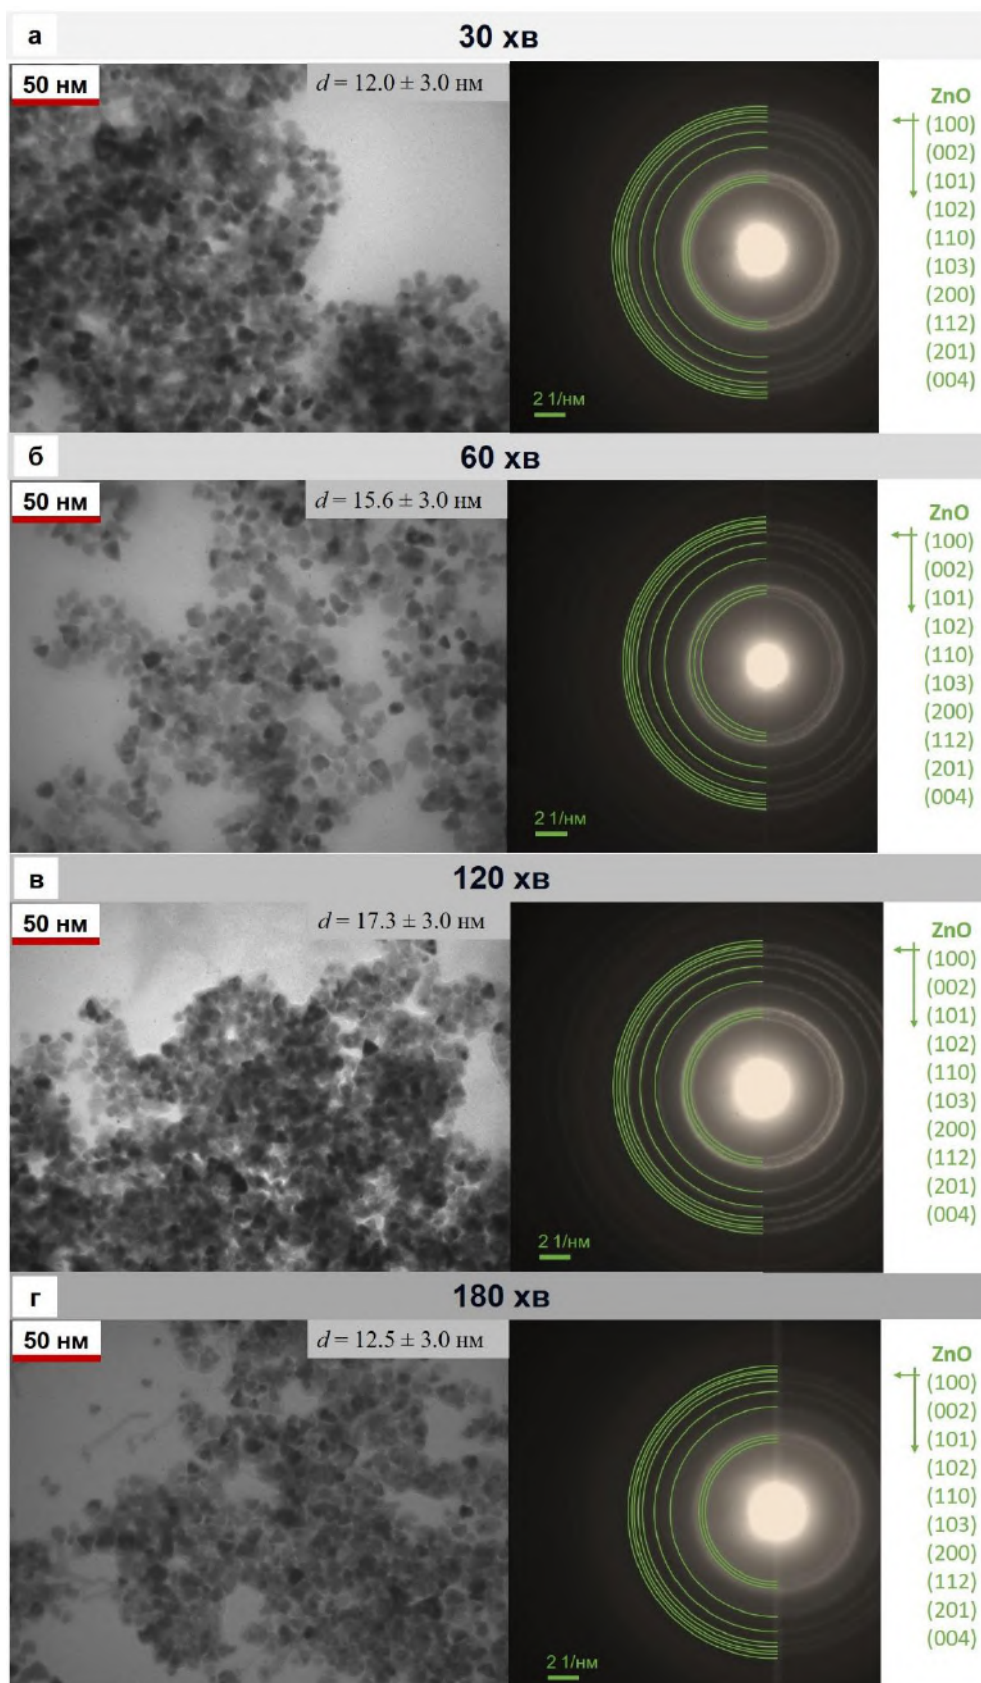 а
30 хв
50 нм
d = 12.0 ± 3.0 нм
2 1/нм
ZnO
(100)
(002)
(101)
(102)
(110)
(103)
(200)
(112)
(201)
(004)
б
60 хв
50 нм
d = 15.6 ± 3.0 нм
2 1/нм
ZnO
(100)
(002)
(101)
(102)
(110)
(103)
(200)
(112)
(201)
(004)
в
120 хв
50 нм
d = 17.3 ± 3.0 нм
2 1/нм
ZnO
(100)
(002)
(101)
(102)
(110)
(103)
(200)
(112)
(201)
(004)
г
180 хв
50 нм
d = 12.5 ± 3.0 нм
2 1/нм
ZnO
(100)
(002)
(101)
(102)
(110)
(103)
(200)
(112)
(201)
(004)